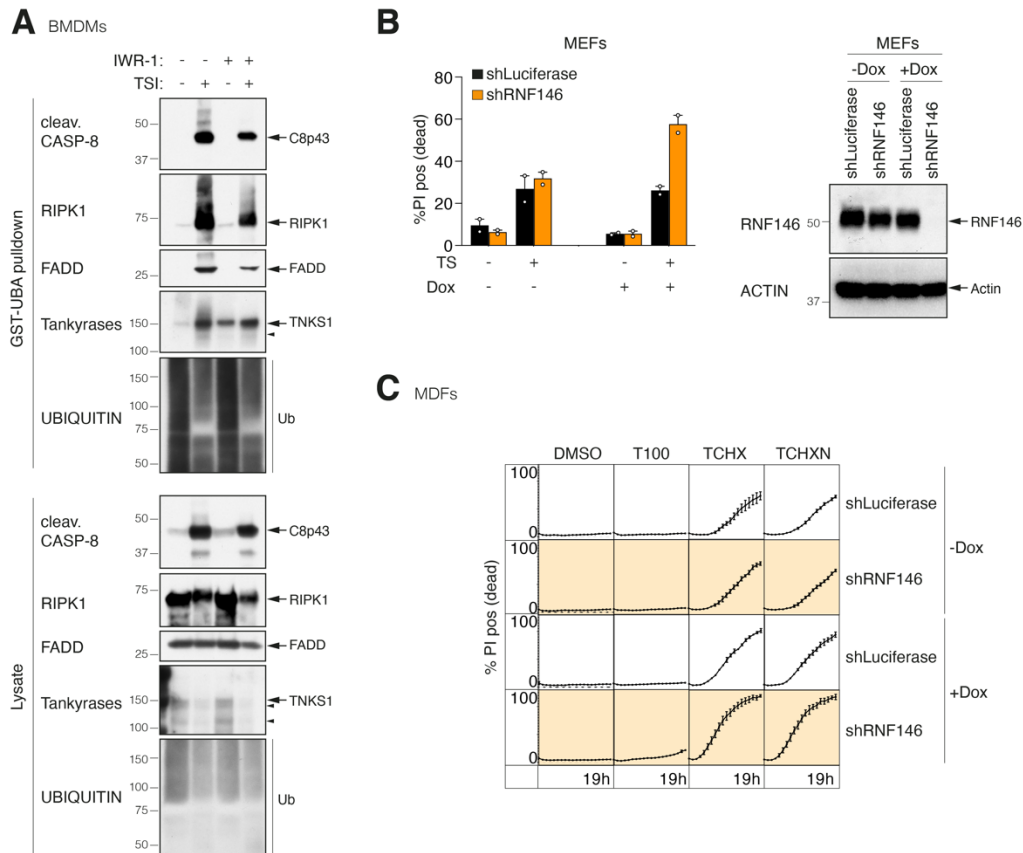 A BMDMs
IWR-1: - - + +
TSI: - + - +
GST-UBA pulldown
cleav.
CASP-8
50
37
C8p43
RIPK1
75
RIPK1
FADD
25
FADD
Tankyrases
150
100
TNKS1
UBIQUITIN
150
100
75
50
Ub
Lysate
cleav.
CASP-8
50
37
C8p43
RIPK1
75
RIPK1
FADD
25
FADD
Tankyrases
150
100
TNKS1
UBIQUITIN
150
100
75
50
Ub
B
MEFs
shLuciferase
shRNF146
%PI pos (dead)
80
60
40
20
0
TS - + - +
Dox - - + +
MEFs
-Dox +Dox
shLuciferase
shRNF146
shLuciferase
shRNF146
RNF146
50
RNF146
ACTIN
37
Actin
C MDFs
DMSO T100 TCHX TCHXN
% PI pos (dead)
100
0
shLuciferase
100
0
shRNF146
-Dox
100
0
shLuciferase
100
0
shRNF146
+Dox
19h 19h 19h 19h